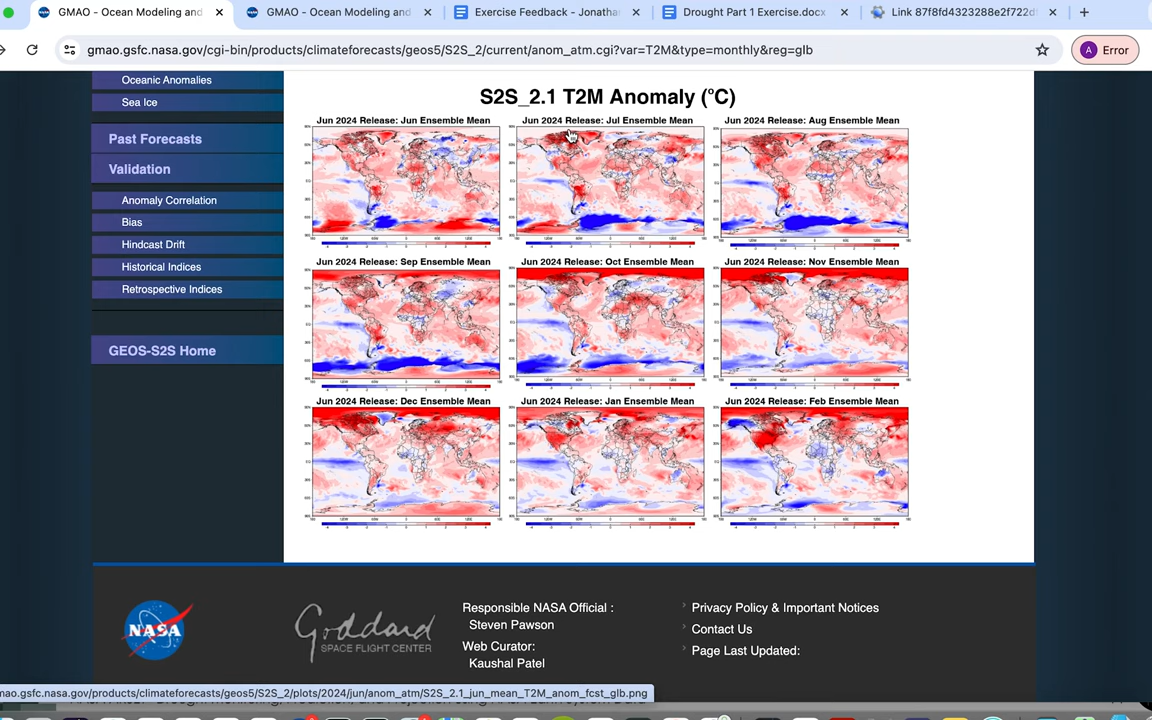 GMAO - Ocean Modeling and
GMAO - Ocean Modeling and
Exercise Feedback - Jonatha
Drought Part 1 Exercise.docx
Link 87f8fd4323288e2f722d
gmao.gsfc.nasa.gov/cgi-bin/products/climateforecasts/geos5/S2S_2/current/anom_atm.cgi?var=T2M&type=monthly&reg=glb
A Error
Oceanic Anomalies
Sea Ice
Past Forecasts
Validation
Anomaly Correlation
Bias
Hindcast Drift
Historical Indices
Retrospective Indices
GEOS-S2S Home
S2S_2.1 T2M Anomaly (°C)
Jun 2024 Release: Jun Ensemble Mean
Jun 2024 Release: Jul Ensemble Mean
Jun 2024 Release: Aug Ensemble Mean
Jun 2024 Release: Sep Ensemble Mean
Jun 2024 Release: Oct Ensemble Mean
Jun 2024 Release: Nov Ensemble Mean
Jun 2024 Release: Dec Ensemble Mean
Jun 2024 Release: Jan Ensemble Mean
Jun 2024 Release: Feb Ensemble Mean
NASA
Goddard
SPACE FLIGHT CENTER
Responsible NASA Official :
Steven Pawson
Web Curator:
Kaushal Patel
Privacy Policy & Important Notices
Contact Us
Page Last Updated:
mao.gsfc.nasa.gov/products/climateforecasts/geos5/S2S_2/plots/2024/jun/anom_atm/S2S_2.1_jun_mean_T2M_anom_fcst_glb.png